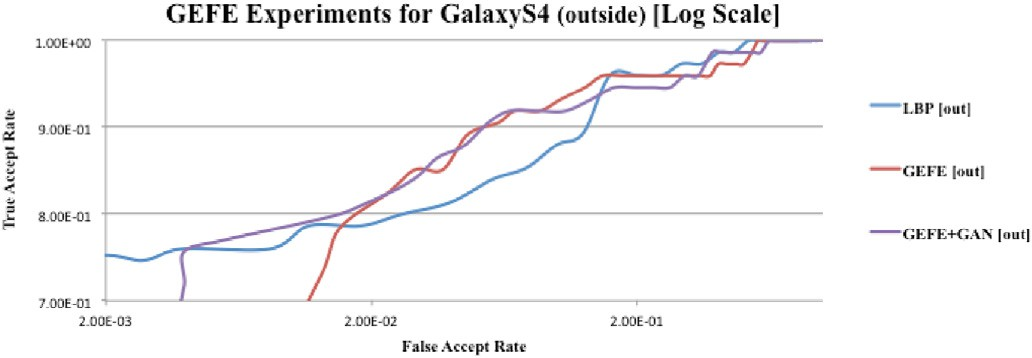 GEFE Experiments for GalaxyS4 (outside) [Log Scale]
1.00E+00
9.00E-01
8.00E-01
7.00E-01
True Accept Rate
2.00E-03
2.00E-02
2.00E-01
False Accept Rate
LBP [out]
GEFE [out]
GEFE+GAN [out]